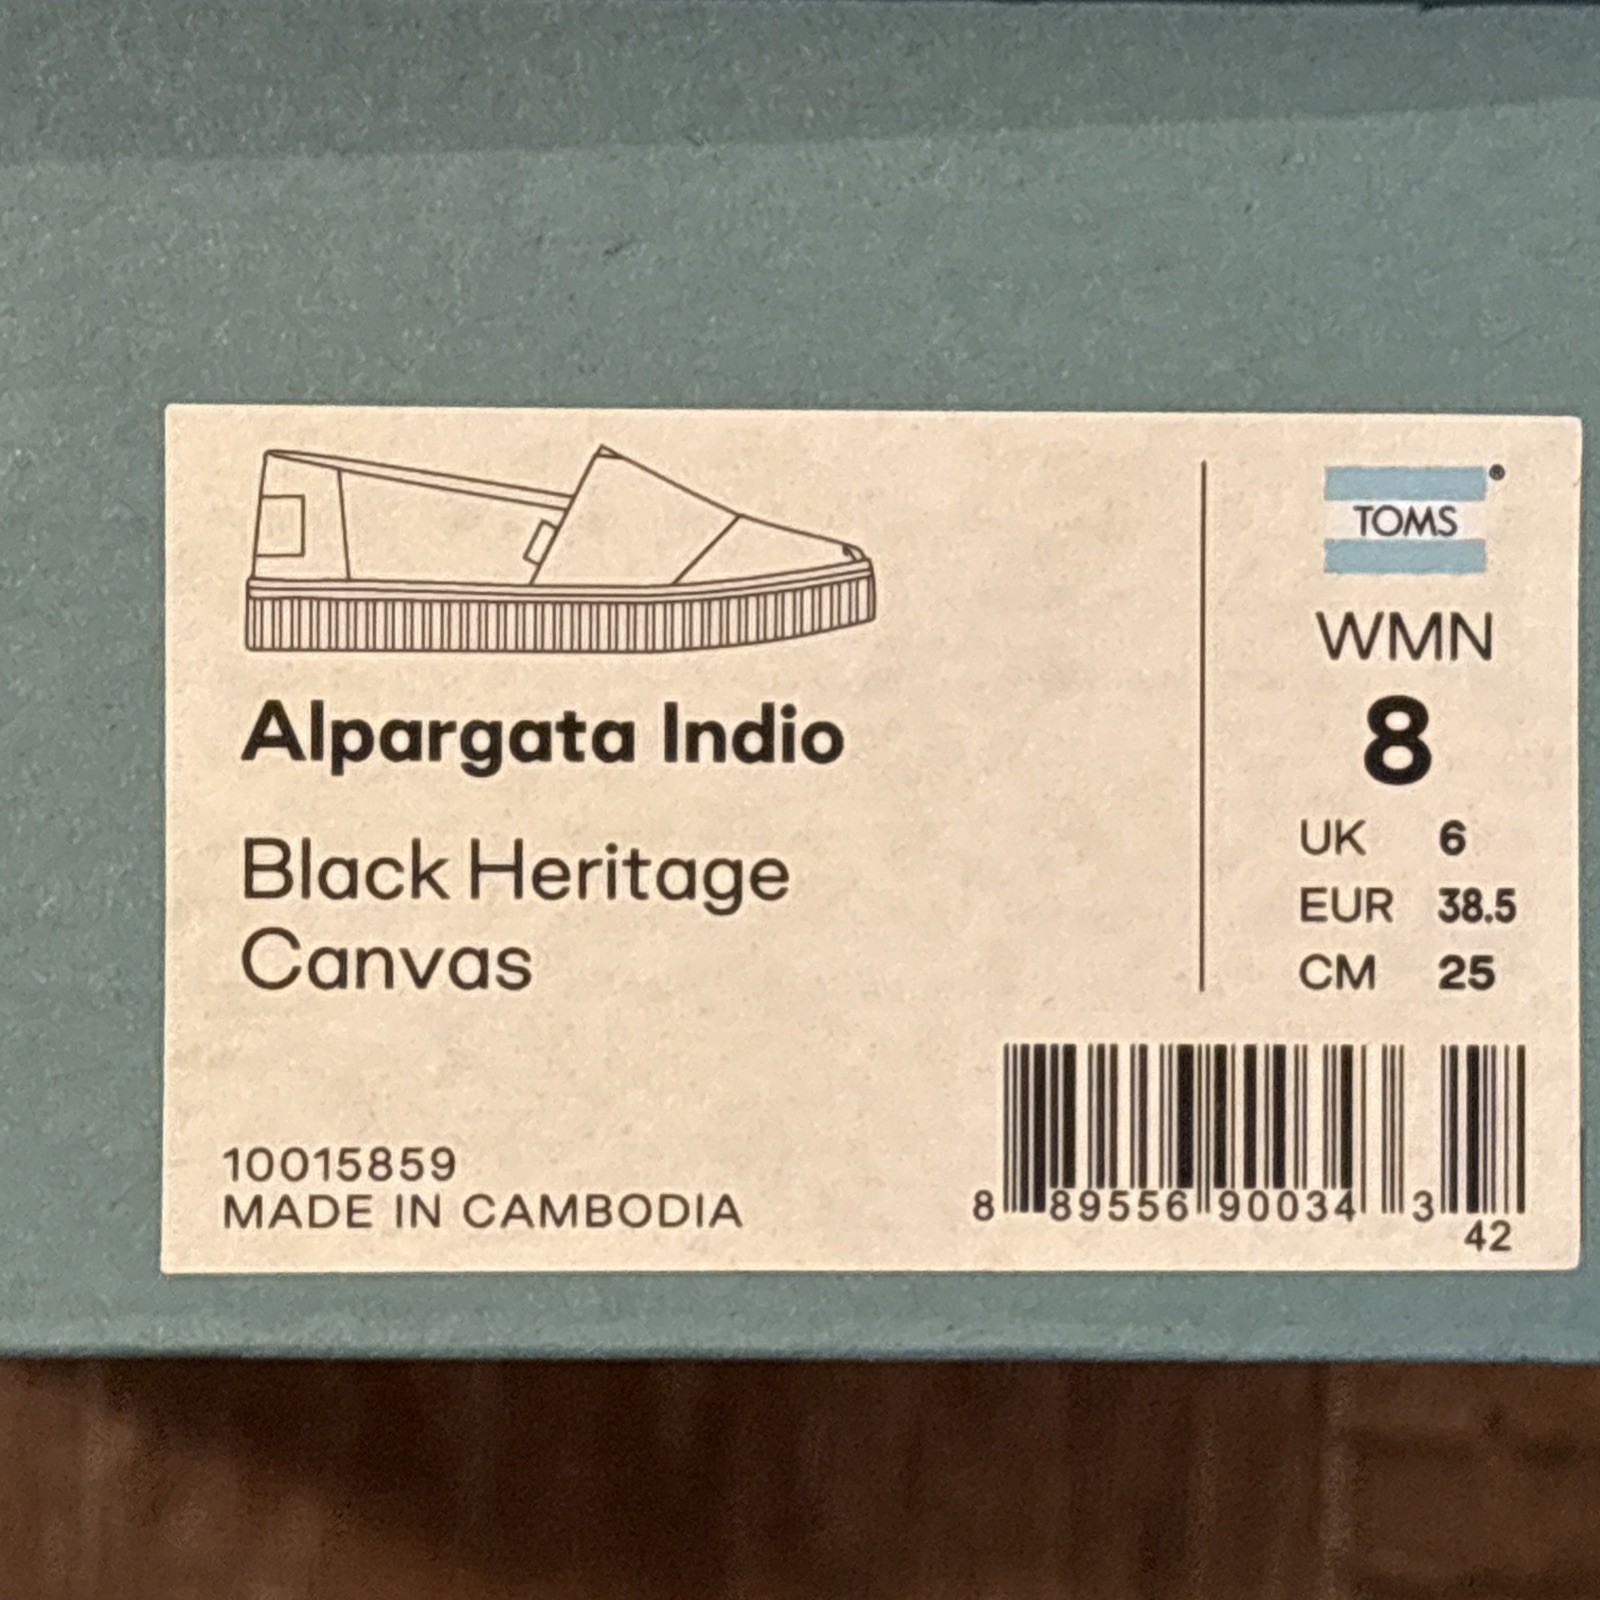 Alpargata Indio
Black Heritage
Canvas
10015859
MADE IN CAMBODIA
TOMS
WMN
8
UK 6
EUR 38.5
CM 25
8 89556 90034 3
42